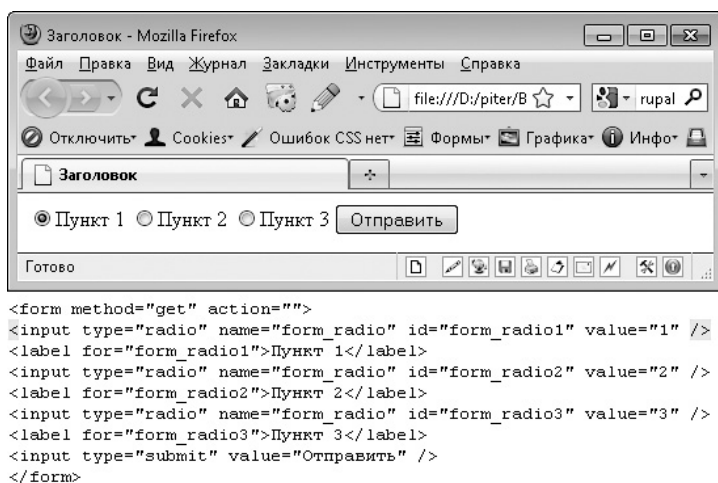 Заголовок - Mozilla Firefox
Файл Правка Вид Журнал Закладки Инструменты Справка
file:///D:/piter/B rupal
Отключить Cookies Ошибок CSS нет Формы Графика Инфо
Заголовок
Пункт 1 Пункт 2 Пункт 3 Отправить
Готово
<form method="get" action="">
<input type="radio" name="form_radio" id="form_radio1" value="1" />
<label for="form_radio1">Пункт 1</label>
<input type="radio" name="form_radio" id="form_radio2" value="2" />
<label for="form_radio2">Пункт 2</label>
<input type="radio" name="form_radio" id="form_radio3" value="3" />
<label for="form_radio3">Пункт 3</label>
<input type="submit" value="Отправить" />
</form>